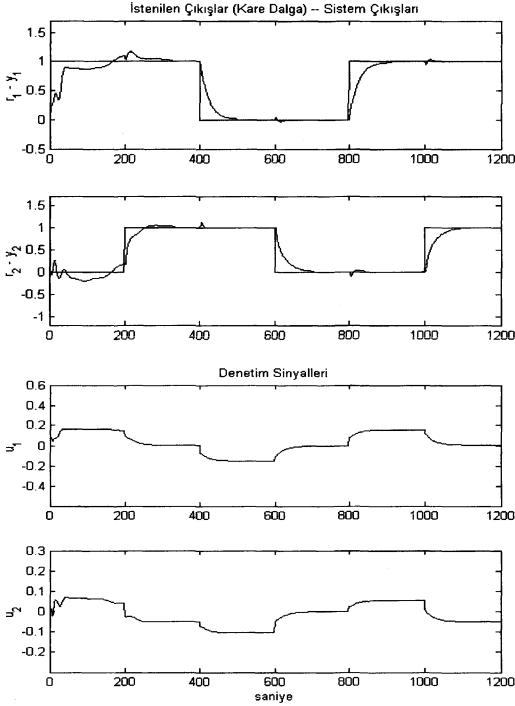 İstenilen Çıkışlar (Kare Dalga) -- Sistem Çıkışları
r1 - y1
1.5
1
0.5
0
-0.5
0 200 400 600 800 1000 1200
r2 - y2
1.5
1
0.5
0
-0.5
-1
0 200 400 600 800 1000 1200
Denetim Sinyalleri
u1
0.6
0.4
0.2
0
-0.2
-0.4
0 200 400 600 800 1000 1200
u2
0.3
0.2
0.1
0
-0.1
-0.2
0 200 400 600 800 1000 1200
saniye